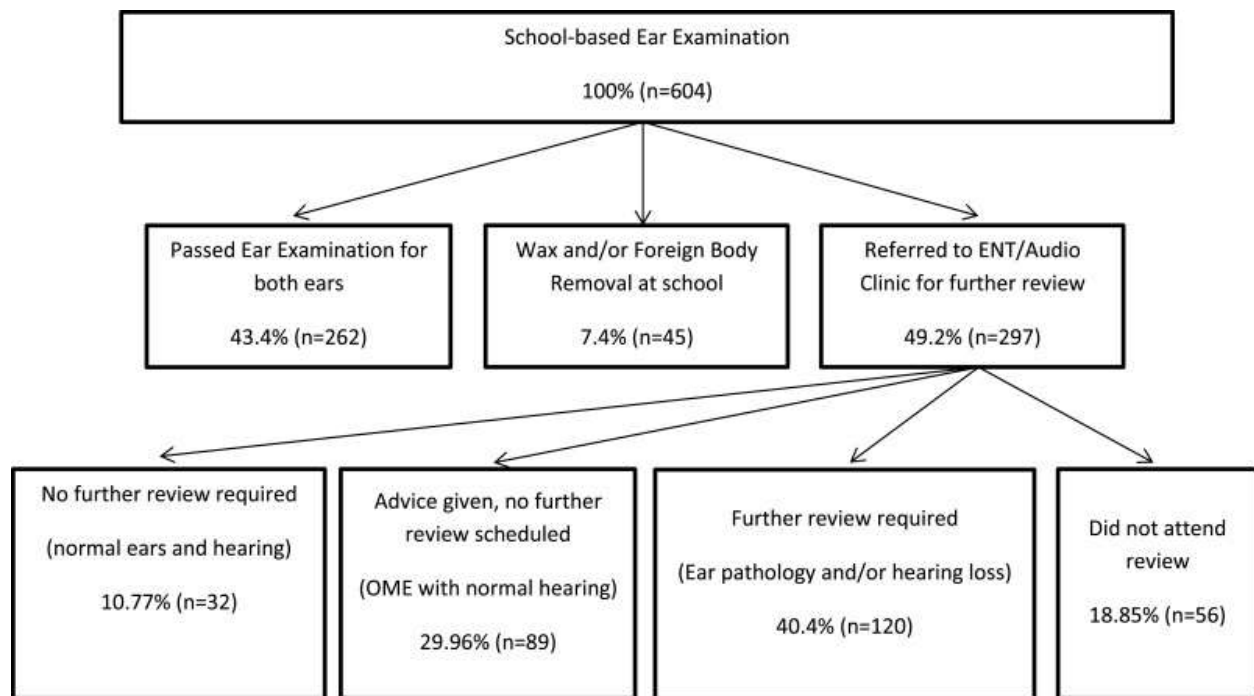 School-based Ear Examination
100% (n=604)
Passed Ear Examination for
both ears
43.4% (n=262)
Wax and/or Foreign Body
Removal at school
7.4% (n=45)
Referred to ENT/Audio
Clinic for further review
49.2% (n=297)
No further review required
(normal ears and hearing)
10.77% (n=32)
Advice given, no further
review scheduled
(OME with normal hearing)
29.96% (n=89)
Further review required
(Ear pathology and/or hearing loss)
40.4% (n=120)
Did not attend
review
18.85% (n=56)